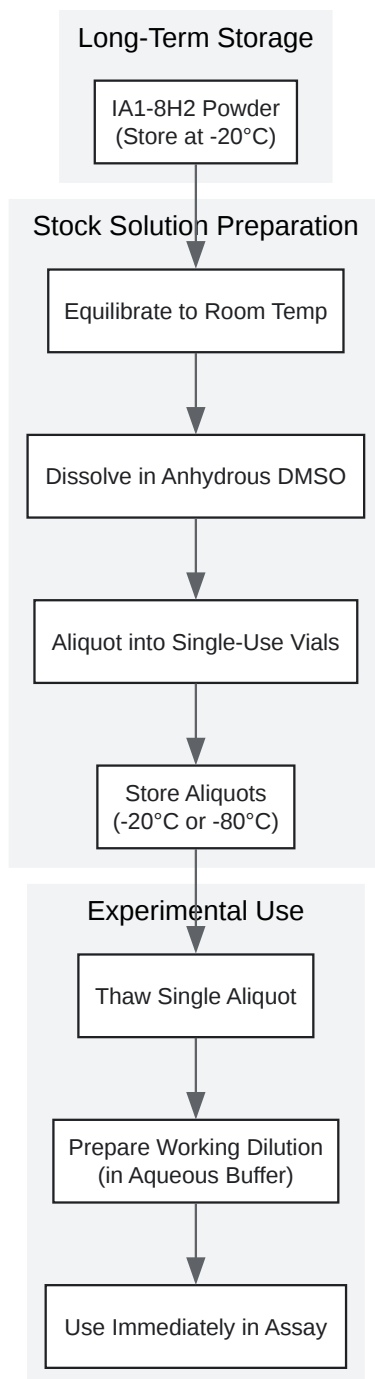 Long-Term Storage
IA1-8H2 Powder
(Store at -20°C)
Stock Solution Preparation
Equilibrate to Room Temp
Dissolve in Anhydrous DMSO
Aliquot into Single-Use Vials
Store Aliquots
(-20°C or -80°C)
Experimental Use
Thaw Single Aliquot
Prepare Working Dilution
(in Aqueous Buffer)
Use Immediately in Assay